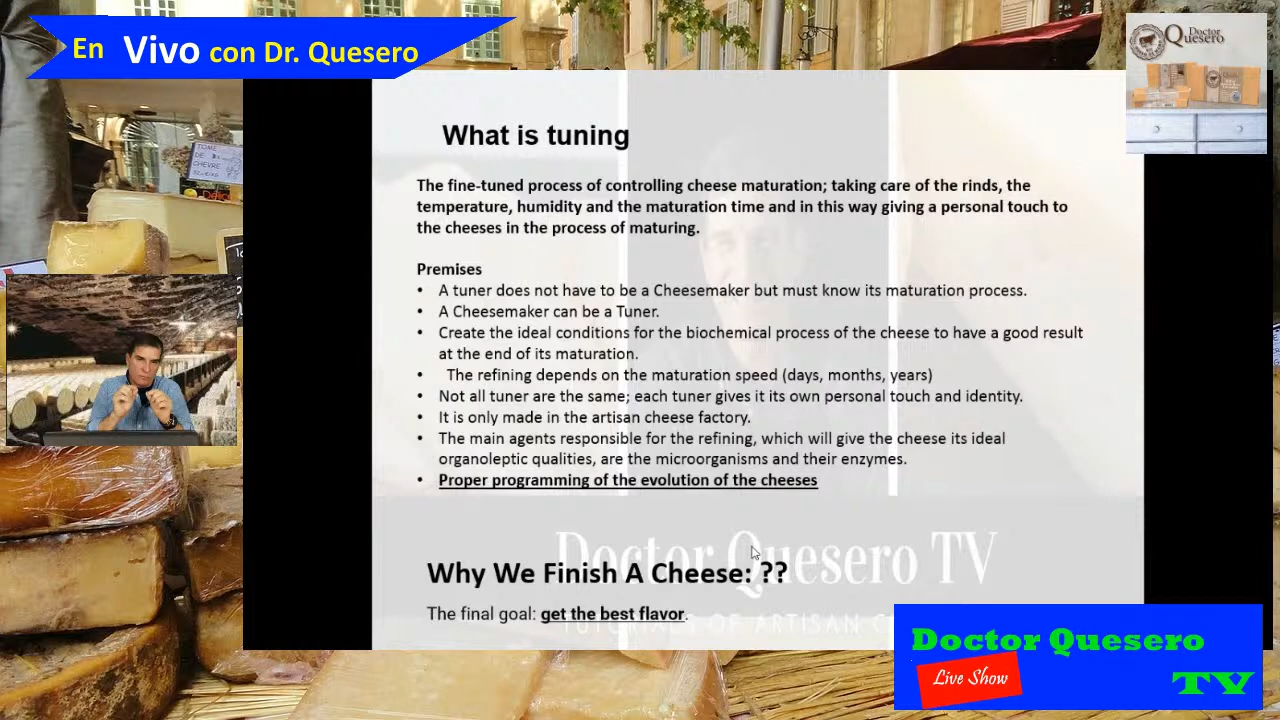 En Vivo con Dr. Quesero
Doctor
Quesero
TOME
DE
CHEVRE
What is tuning
The fine-tuned process of controlling cheese maturation; taking care of the rinds, the
temperature, humidity and the maturation time and in this way giving a personal touch to
the cheeses in the process of maturing.
Premises
• A tuner does not have to be a Cheesemaker but must know its maturation process.
• A Cheesemaker can be a Tuner.
• Create the ideal conditions for the biochemical process of the cheese to have a good result
at the end of its maturation.
• The refining depends on the maturation speed (days, months, years)
• Not all tuner are the same; each tuner gives it its own personal touch and identity.
• It is only made in the artisan cheese factory.
• The main agents responsible for the refining, which will give the cheese its ideal
organoleptic qualities, are the microorganisms and their enzymes.
• Proper programming of the evolution of the cheeses
Doctor Quesero TV
Why We Finish A Cheese: ??
The final goal: get the best flavor.
OF ARTISAN
Doctor Quesero
Live Show
TV